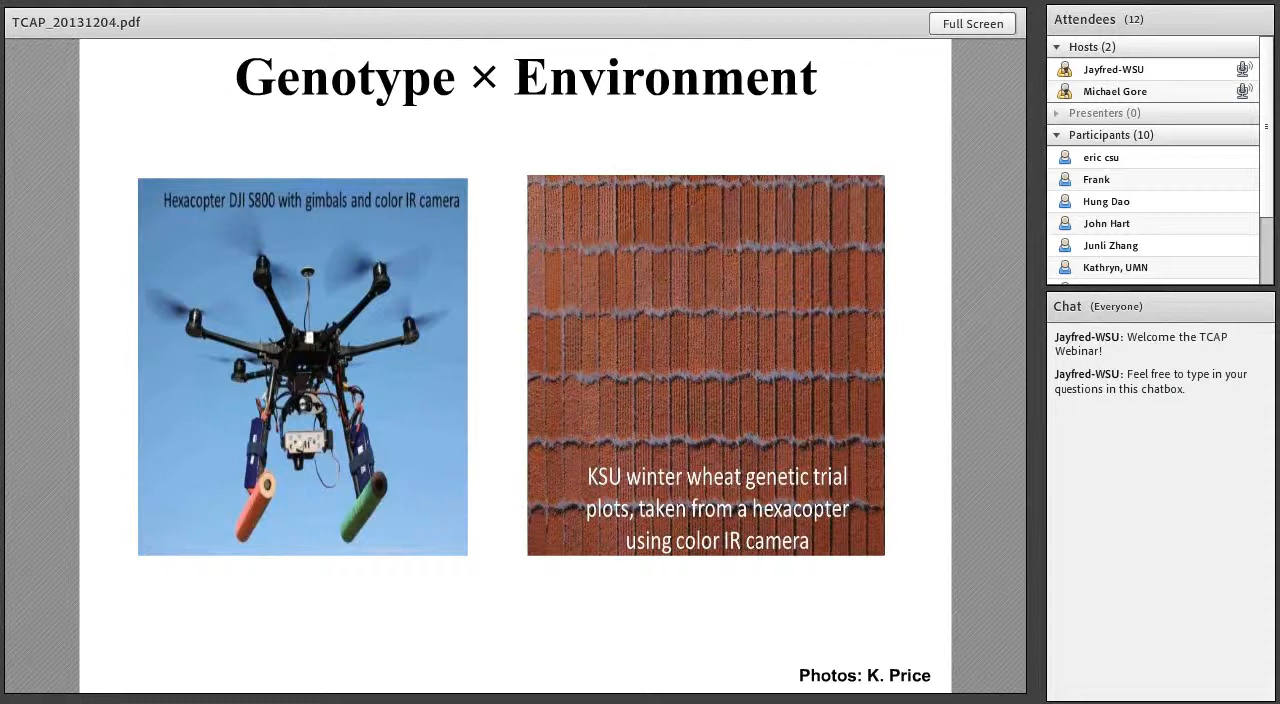 TCAP_20131204.pdf
Full Screen
Genotype × Environment
Hexacopter DJI S800 with gimbals and color IR camera
KSU winter wheat genetic trial
plots, taken from a hexacopter
using color IR camera
Photos: K. Price
Attendees (12)
Hosts (2)
Jayfred-WSU
Michael Gore
Presenters (0)
Participants (10)
eric csu
Frank
Hung Dao
John Hart
Junli Zhang
Kathryn, UMN
Chat (Everyone)
Jayfred-WSU: Welcome the TCAP
Webinar!
Jayfred-WSU: Feel free to type in your
questions in this chatbox.